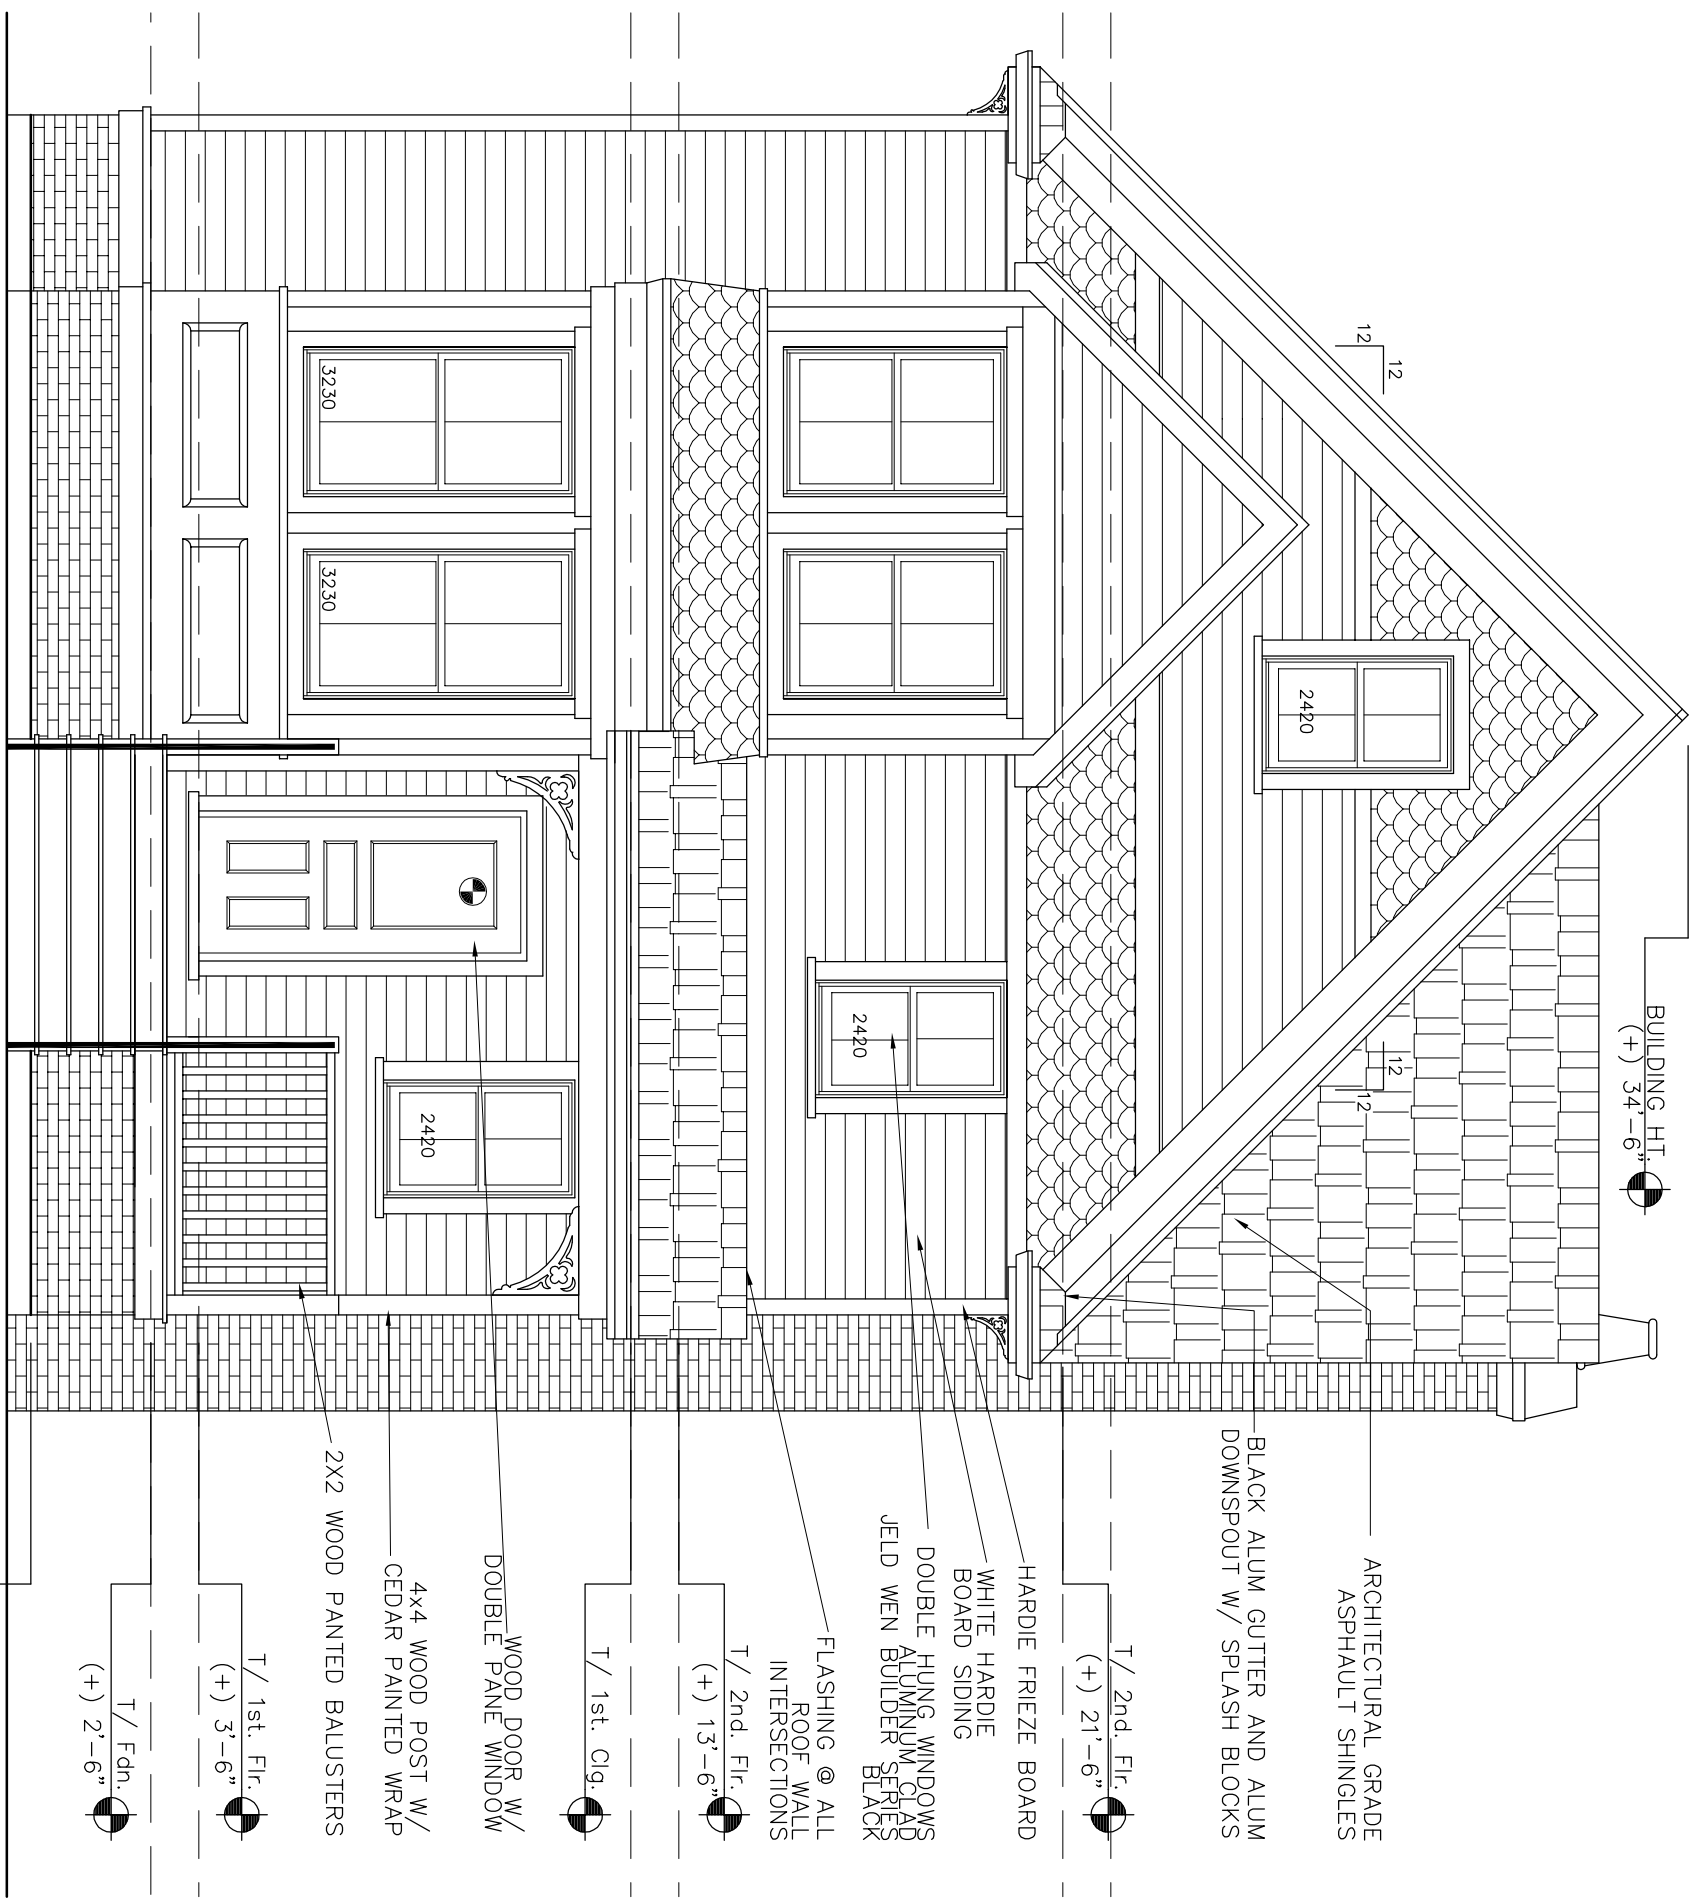 BUILDING HT.
(+) 34'-6"
12
12
12
12
2420
ARCHITECTURAL GRADE
ASPHAULT SHINGLES
BLACK ALUM GUTTER AND ALUM
DOWNSPOUT W/ SPLASH BLOCKS
T/ 2nd. Flr.
(+) 21'-6"
HARDIE FRIEZE BOARD
WHITE HARDIE
BOARD SIDING
DOUBLE HUNG WINDOWS
ALUMINUM CLAD
JELD WEN BUILDER SERIES
BLACK
2420
FLASHING @ ALL
ROOF WALL
INTERSECTIONS
T/ 2nd. Flr.
(+) 13'-6"
T/ 1st. Clg.
3230
3230
2420
WOOD DOOR W/
DOUBLE PANE WINDOW
4x4 WOOD POST W/
CEDAR PAINTED WRAP
2X2 WOOD PANTED BALUSTERS
T/ 1st. Flr.
(+) 3'-6"
T/ Fdn.
(+) 2'-6"